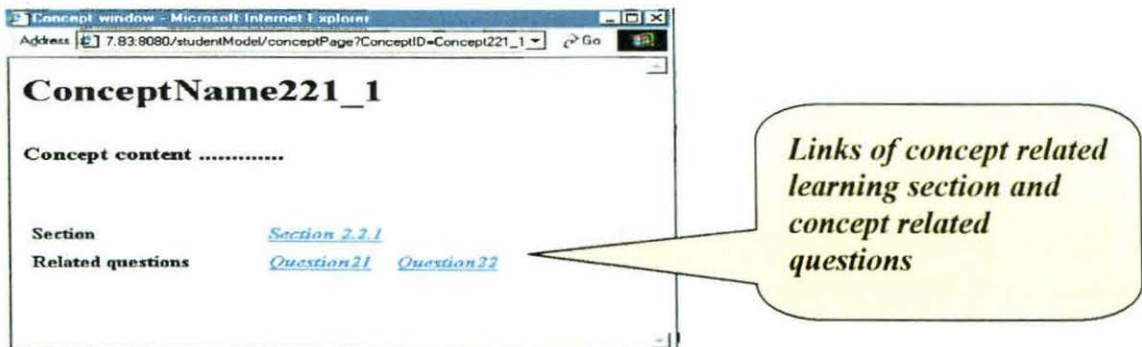 Concept window - Microsoft Internet Explorer
Address 7.83:8080/studentModel/conceptPage?ConceptID=Concept221_1 Go
ConceptName221_1
Concept content .............
Section Section 2.2.1
Related questions Question21 Question22
Links of concept related
learning section and
concept related
questions